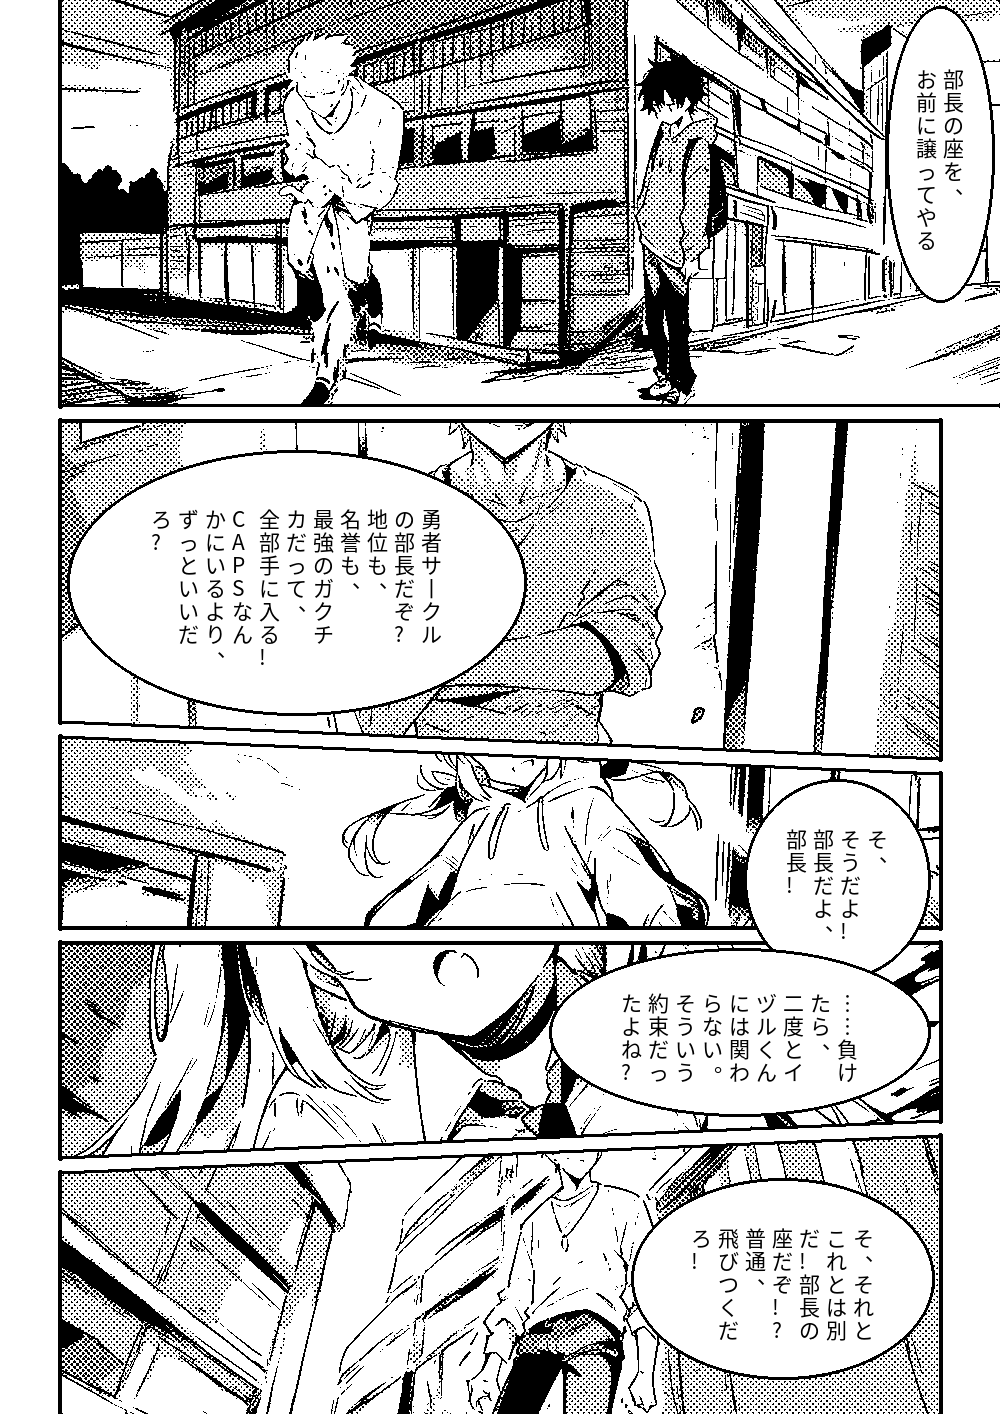 部長の座を、
お前に譲ってやる
勇者サークル
の部長だぞ？
地位も、
名誉も、
最強のガクチ
カだって、
全部手に入る！
CAPSなん
かにいるより、
ずっといいだ
ろ？
そ、
そうだよ！
部長だよ、
部長！
……負け
たら、
二度とイ
ヅルくん
には関わ
らない。
そういう
約束だっ
たよね？
そ、それと
これとは別
だ！部長の
座だぞ！？
普通、
飛びつくだ
ろ！